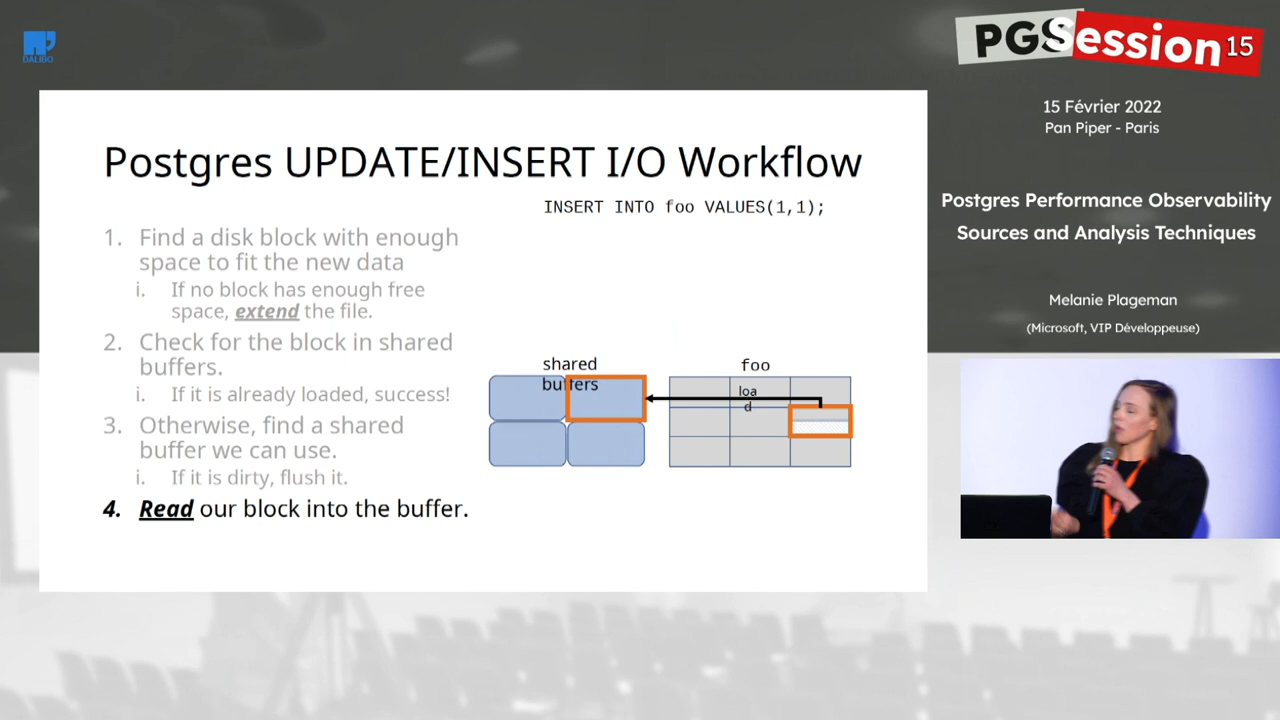 DALIBO
PGSession 15
15 Février 2022
Pan Piper - Paris
Postgres Performance Observability
Sources and Analysis Techniques
Melanie Plageman
(Microsoft, VIP Développeuse)
Postgres UPDATE/INSERT I/O Workflow
INSERT INTO foo VALUES(1,1);
1. Find a disk block with enough
space to fit the new data
i. If no block has enough free
space, extend the file.
2. Check for the block in shared
buffers.
i. If it is already loaded, success!
3. Otherwise, find a shared
buffer we can use.
i. If it is dirty, flush it.
4. Read our block into the buffer.
shared
buffers
foo
loa
d